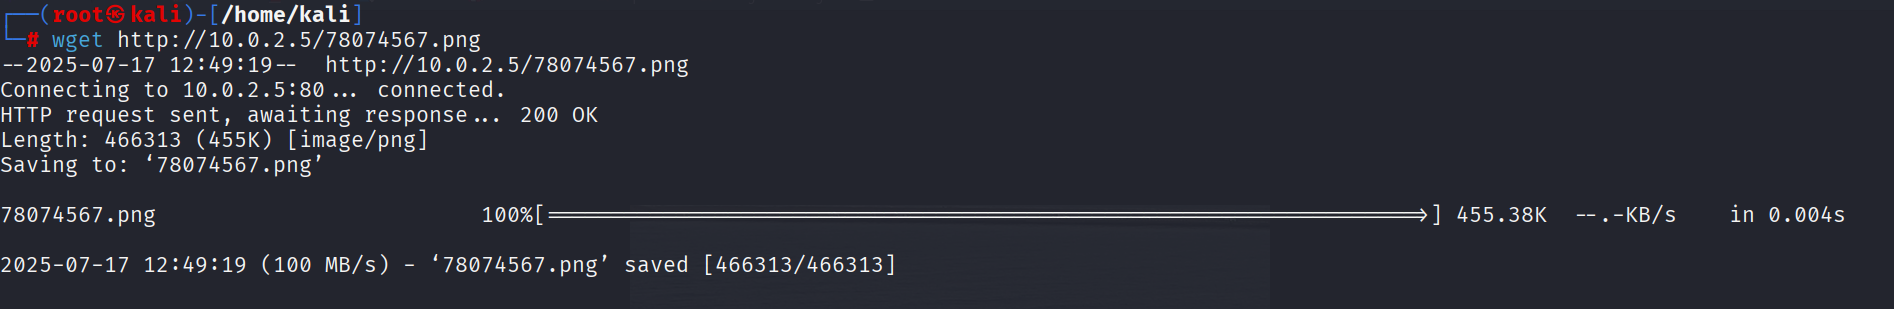 ┌──(root㉿kali)-[/home/kali]
└─# wget http://10.0.2.5/78074567.png
--2025-07-17 12:49:19--  http://10.0.2.5/78074567.png
Connecting to 10.0.2.5:80... connected.
HTTP request sent, awaiting response... 200 OK
Length: 466313 (455K) [image/png]
Saving to: ‘78074567.png’
78074567.png 100%[===================================================================>] 455.38K --.-KB/s in 0.004s
2025-07-17 12:49:19 (100 MB/s) - ‘78074567.png’ saved [466313/466313]